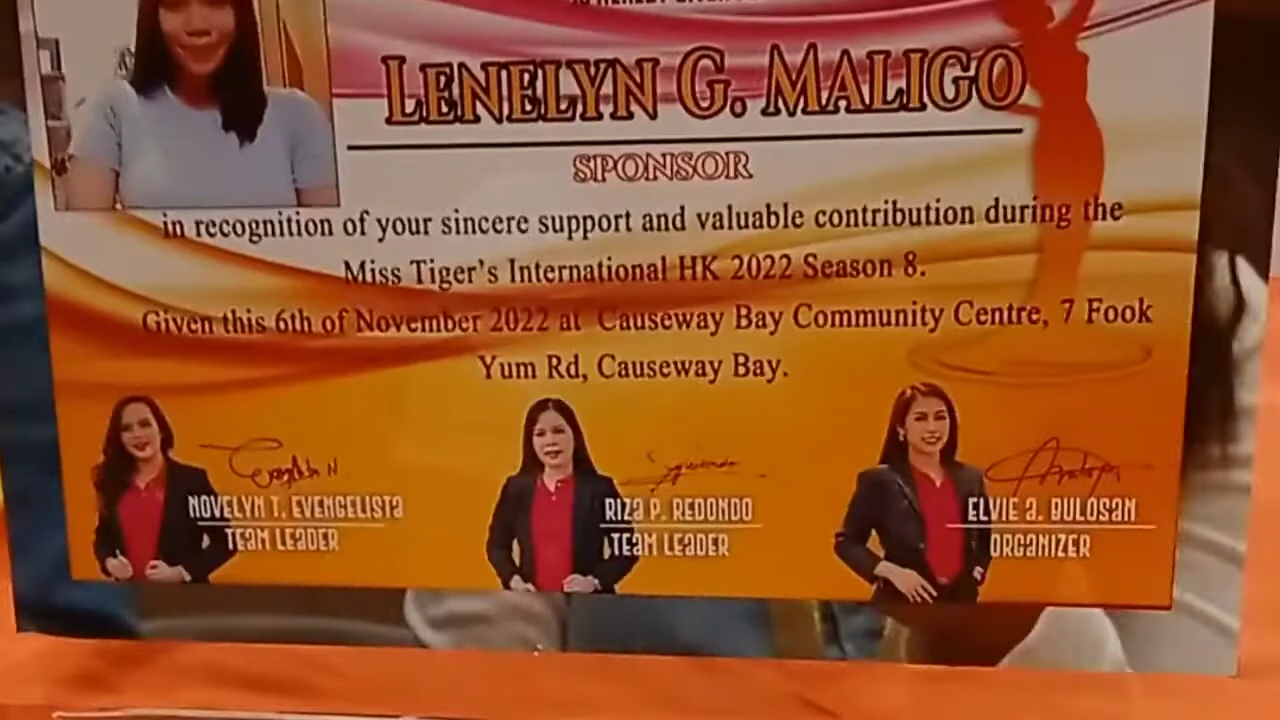 LENELYN G. MALIGO
SPONSOR
in recognition of your sincere support and valuable contribution during the
Miss Tiger's International HK 2022 Season 8.
Given this 6th of November 2022 at Causeway Bay Community Centre, 7 Fook
Yum Rd, Causeway Bay.
NOVELYN T. EVENGELISTA
TEAM LEADER
RIZA P. REDONDO
TEAM LEADER
ELVIE A. BULOSAN
ORGANIZER